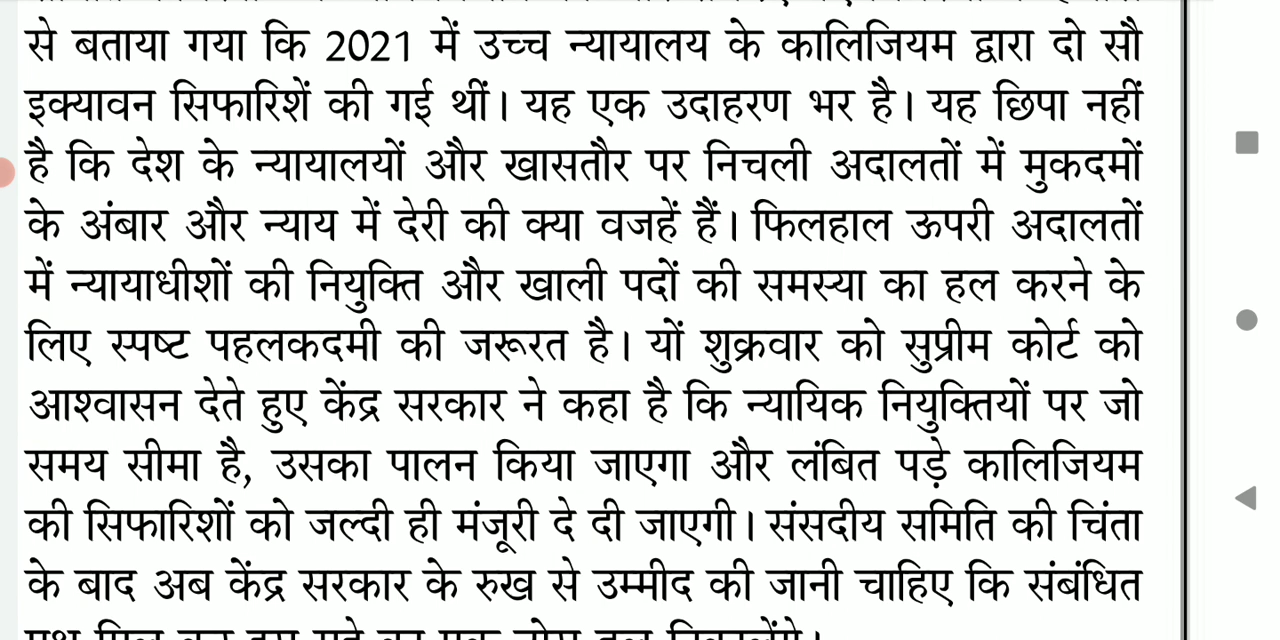 से बताया गया कि 2021 में उच्च न्यायालय के कालिजियम द्वारा दो सौ
इक्यावन सिफारिशें की गई थीं। यह एक उदाहरण भर है। यह छिपा नहीं
है कि देश के न्यायालयों और खासतौर पर निचली अदालतों में मुकदमों
के अंबार और न्याय में देरी की क्या वजहें हैं। फिलहाल ऊपरी अदालतों
में न्यायाधीशों की नियुक्ति और खाली पदों की समस्या का हल करने के
लिए स्पष्ट पहलकदमी की जरूरत है। यों शुक्रवार को सुप्रीम कोर्ट को
आश्वासन देते हुए केंद्र सरकार ने कहा है कि न्यायिक नियुक्तियों पर जो
समय सीमा है, उसका पालन किया जाएगा और लंबित पड़े कालिजियम
की सिफारिशों को जल्दी ही मंजूरी दे दी जाएगी। संसदीय समिति की चिंता
के बाद अब केंद्र सरकार के रुख से उम्मीद की जानी चाहिए कि संबंधित